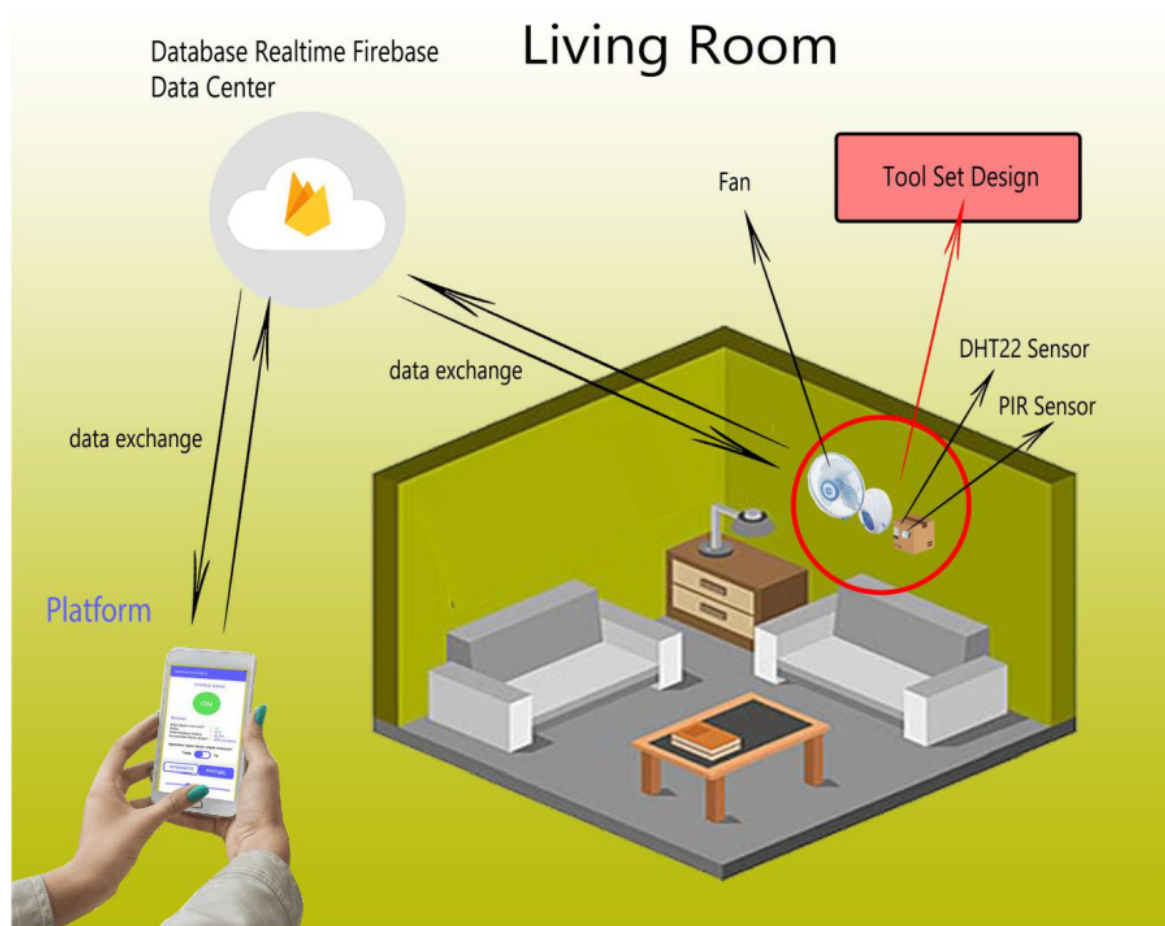 Living Room
Database Realtime Firebase
Data Center
Tool Set Design
Fan
DHT22 Sensor
PIR Sensor
data exchange
data exchange
Platform
ON